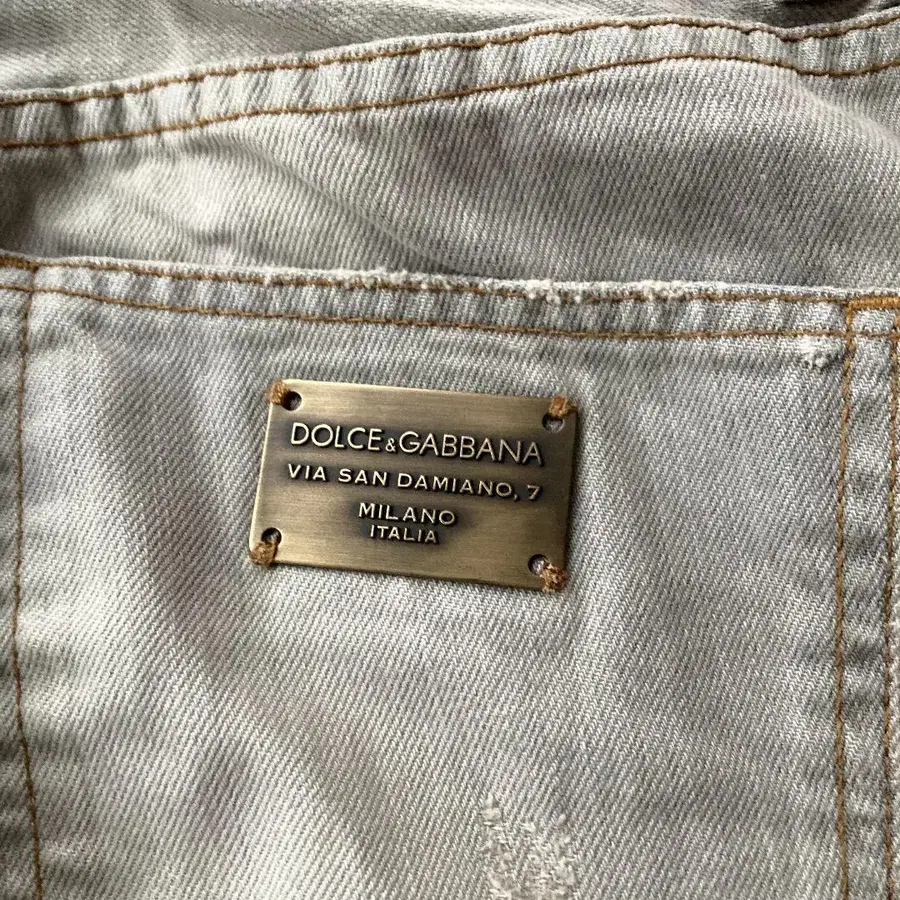 DOLCE&GABBANA
VIA SAN DAMIANO, 7
MILANO
ITALIA